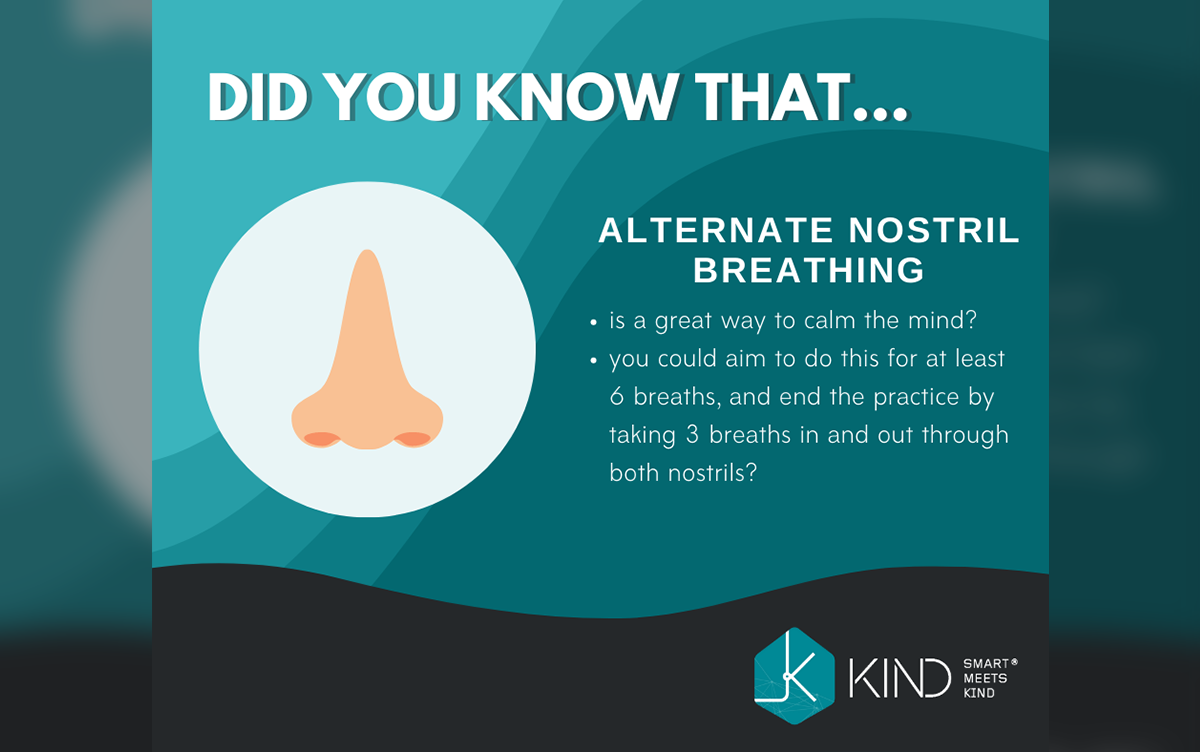 DID YOU KNOW THAT...
ALTERNATE NOSTRIL
BREATHING
• is a great way to calm the mind?
• you could aim to do this for at least
6 breaths, and end the practice by
taking 3 breaths in and out through
both nostrils?
K KIND SMART®
MEETS
KIND